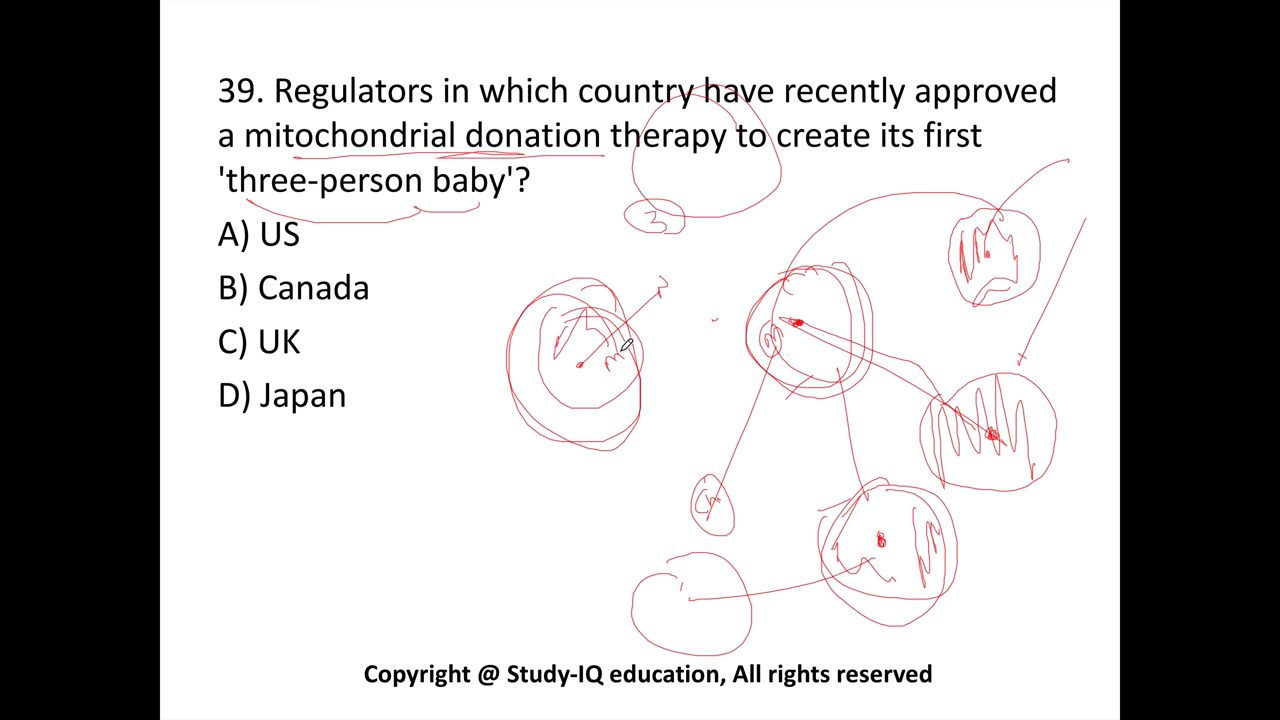 39. Regulators in which country have recently approved
a mitochondrial donation therapy to create its first
'three-person baby'?
A) US
B) Canada
C) UK
D) Japan
3
Copyright @ Study-IQ education, All rights reserved